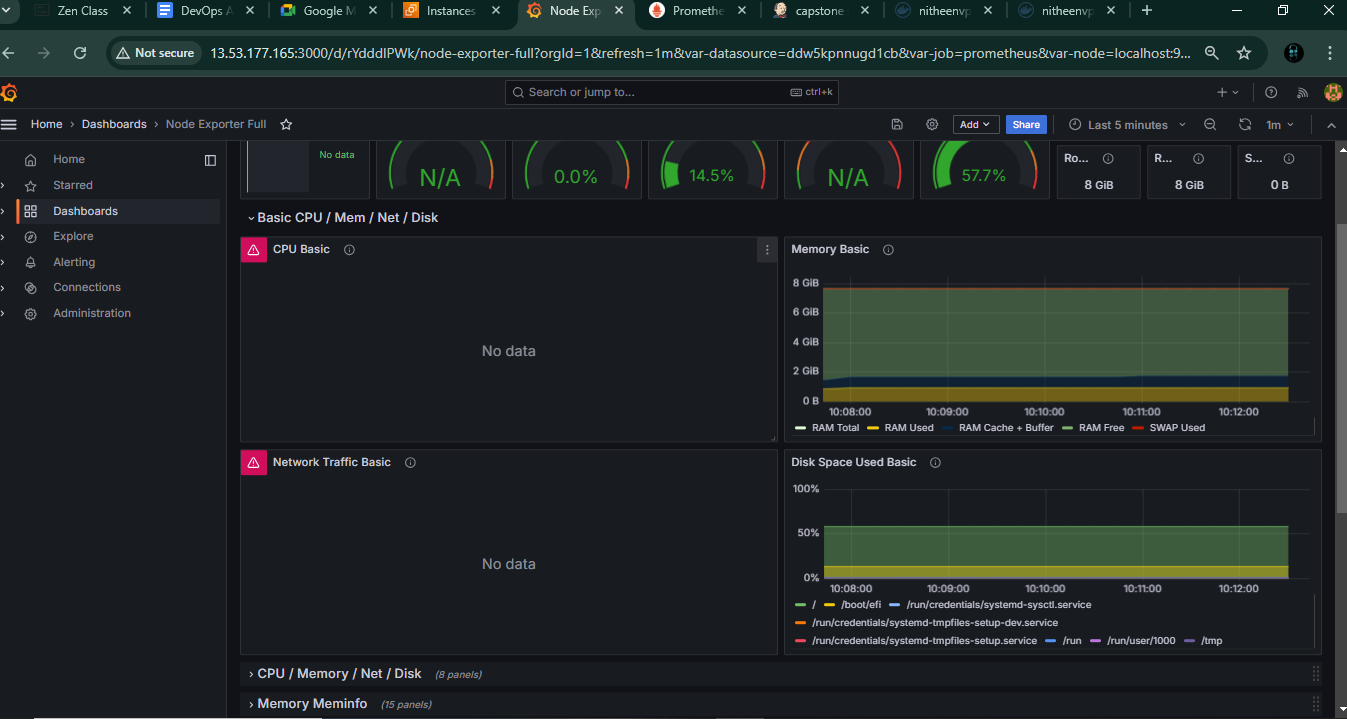 Zen Class
DevOps A
Google M
Instances
Node Exp
Promethe
capstone
nitheenvp
nitheenvp
Not secure
13.53.177.165:3000/d/rYdddlPWk/node-exporter-full?orgId=1&refresh=1m&var-datasource=ddw5kpnnugd1cb&var-job=prometheus&var-node=localhost:9...
Search or jump to...
ctrl+k
Home › Dashboards › Node Exporter Full
Add
Share
Last 5 minutes
1m
Home
Starred
Dashboards
Explore
Alerting
Connections
Administration
No data
N/A
0.0%
14.5%
N/A
57.7%
Ro...
8 GiB
R...
8 GiB
S...
0 B
Basic CPU / Mem / Net / Disk
CPU Basic
No data
Memory Basic
8 GiB
6 GiB
4 GiB
2 GiB
0 B
10:08:00 10:09:00 10:10:00 10:11:00 10:12:00
RAM Total RAM Used RAM Cache + Buffer RAM Free SWAP Used
Network Traffic Basic
No data
Disk Space Used Basic
100%
50%
0%
10:08:00 10:09:00 10:10:00 10:11:00 10:12:00
/ /boot/efi /run/credentials/systemd-sysctl.service
/run/credentials/systemd-tmpfiles-setup-dev.service
/run/credentials/systemd-tmpfiles-setup.service /run /run/user/1000 /tmp
CPU / Memory / Net / Disk (8 panels)
Memory Meminfo (15 panels)